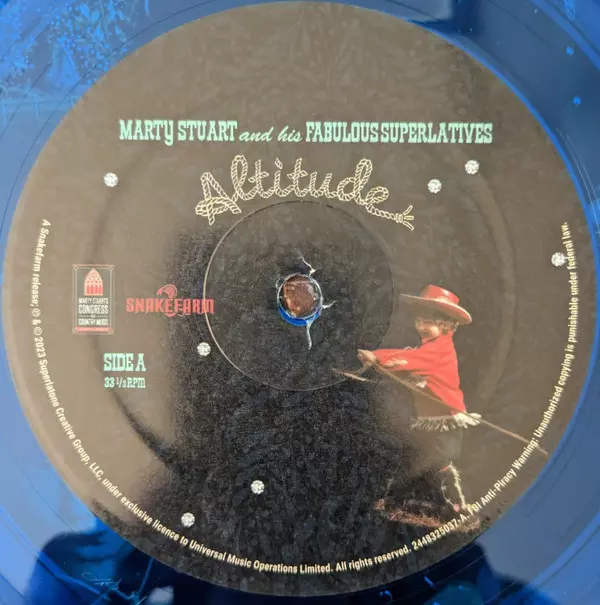 MARTY STUART and his FABULOUS SUPERLATIVES
Altitude
MARTY STUART'S
CONGRESS
OF
COUNTRY MUSIC
SNAKEFARM
SIDE A
33 1/3 RPM
A Snakefarm release ℗ & © 2023 Superlatone Creative Group, LLC, under exclusive licence to Universal Music Operations Limited. All rights reserved. 2448325037-A. FBI Anti-Piracy Warning: Unauthorized copying is punishable under federal law.